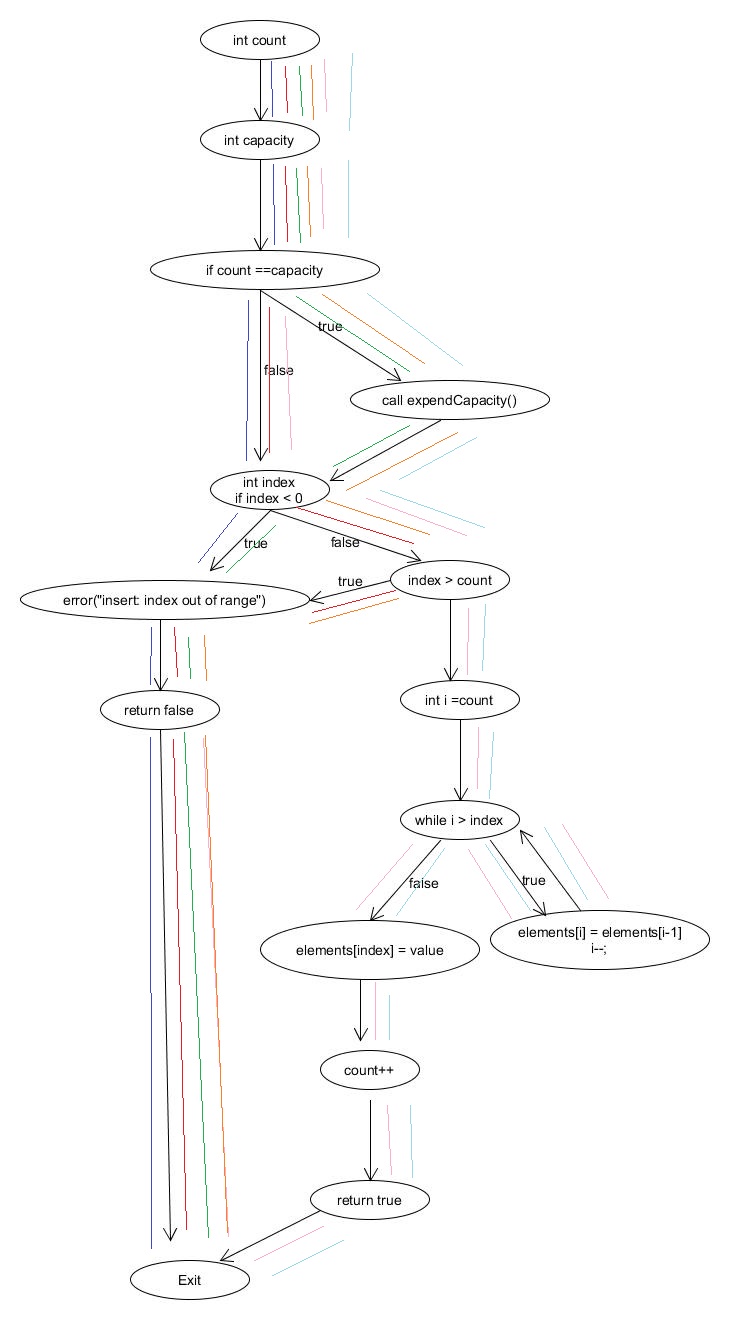 int count
int capacity
if count ==capacity
true
false
call expendCapacity()
int index
if index < 0
true
false
true
index > count
error("insert: index out of range")
int i =count
return false
while i > index
false
true
elements[i] = elements[i-1]
i--;
elements[index] = value
count++
return true
Exit